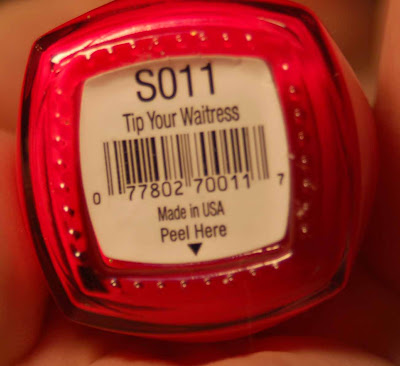 S011
Tip Your Waitress
0 77802 70011 7
Made in USA
Peel Here